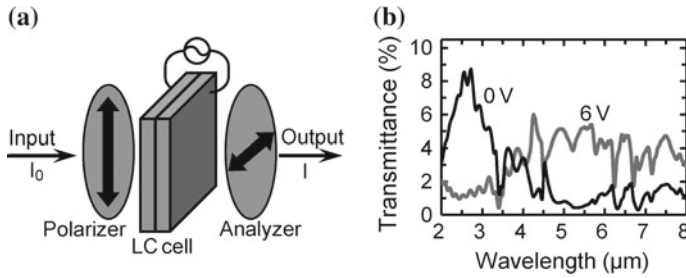 (a)
Input
I0
Polarizer
LC cell
Analyzer
Output
I
(b)
Transmittance (%)
10
8
6
4
2
0
0 V
6 V
2 3 4 5 6 7 8
Wavelength (µm)